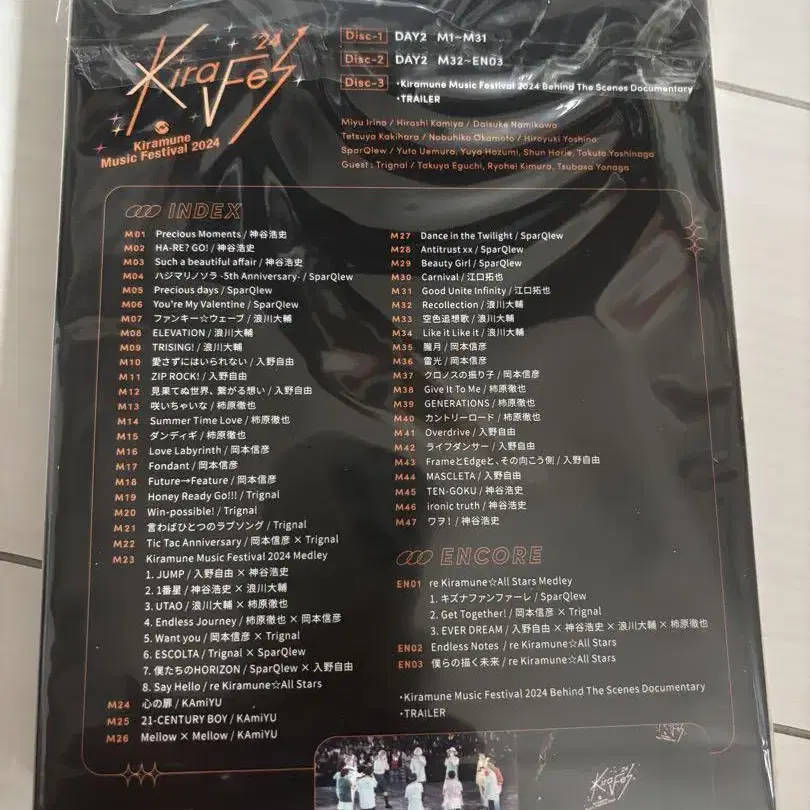 '24
Kira Fes
Kiramune
Music Festival 2024
Disc-1 DAY2 M1~M31
Disc-2 DAY2 M32~EN03
Disc-3 ・Kiramune Music Festival 2024 Behind The Scenes Documentary
・TRAILER
Miyu Irino / Hiroshi Kamiya / Daisuke Namikawa
Tetsuya Kakihara / Nobuhiko Okamoto / Hiroyuki Yoshino
SparQlew / Yuto Uemura, Yuya Hozumi, Shun Horie, Takuto Yoshinaga
Guest : Trignal / Takuya Eguchi, Ryohei Kimura, Tsubasa Yonaga
INDEX
M01 Precious Moments / 神谷浩史
M02 HA-RE? GO! / 神谷浩史
M03 Such a beautiful affair / 神谷浩史
M04 ハジマリノソラ -5th Anniversary- / SparQlew
M05 Precious days / SparQlew
M06 You're My Valentine / SparQlew
M07 ファンキー☆ウェーブ / 浪川大輔
M08 ELEVATION / 浪川大輔
M09 TRISING! / 浪川大輔
M10 愛さずにはいられない / 入野自由
M11 ZIP ROCK! / 入野自由
M12 見果てぬ世界、繋がる想い / 入野自由
M13 咲いちゃいな / 柿原徹也
M14 Summer Time Love / 柿原徹也
M15 ダンディギ / 柿原徹也
M16 Love Labyrinth / 岡本信彦
M17 Fondant / 岡本信彦
M18 Future→Feature / 岡本信彦
M19 Honey Ready Go!!! / Trignal
M20 Win-possible! / Trignal
M21 言わばひとつのラブソング / Trignal
M22 Tic Tac Anniversary / 岡本信彦 × Trignal
M23 Kiramune Music Festival 2024 Medley
1. JUMP / 入野自由 × 神谷浩史
2. 1番星 / 神谷浩史 × 浪川大輔
3. UTAO / 浪川大輔 × 柿原徹也
4. Endless Journey / 柿原徹也 × 岡本信彦
5. Want you / 岡本信彦 × Trignal
6. ESCOLTA / Trignal × SparQlew
7. 僕たちのHORIZON / SparQlew × 入野自由
8. Say Hello / re Kiramune☆All Stars
M24 心の扉 / KAmiYU
M25 21-CENTURY BOY / KAmiYU
M26 Mellow × Mellow / KAmiYU
M27 Dance in the Twilight / SparQlew
M28 Antitrust xx / SparQlew
M29 Beauty Girl / SparQlew
M30 Carnival / 江口拓也
M31 Good Unite Infinity / 江口拓也
M32 Recollection / 浪川大輔
M33 空色追想歌 / 浪川大輔
M34 Like it Like it / 浪川大輔
M35 朧月 / 岡本信彦
M36 雷光 / 岡本信彦
M37 クロノスの振り子 / 岡本信彦
M38 Give It To Me / 柿原徹也
M39 GENERATIONS / 柿原徹也
M40 カントリーロード / 柿原徹也
M41 Overdrive / 入野自由
M42 ライフダンサー / 入野自由
M43 FrameとEdgeと、その向こう側 / 入野自由
M44 MASCLETA / 神谷浩史
M45 TEN-GOKU / 神谷浩史
M46 ironic truth / 神谷浩史
M47 ワヲ! / 神谷浩史
ENCORE
EN01 re Kiramune☆All Stars Medley
1. キズナファンファーレ / SparQlew
2. Get Together! / 岡本信彦 × Trignal
3. EVER DREAM / 入野自由 × 神谷浩史 × 浪川大輔 × 柿原徹也
EN02 Endless Notes / re Kiramune☆All Stars
EN03 僕らの描く未来 / re Kiramune☆All Stars
・Kiramune Music Festival 2024 Behind The Scenes Documentary
・TRAILER
'24
Kira Fes